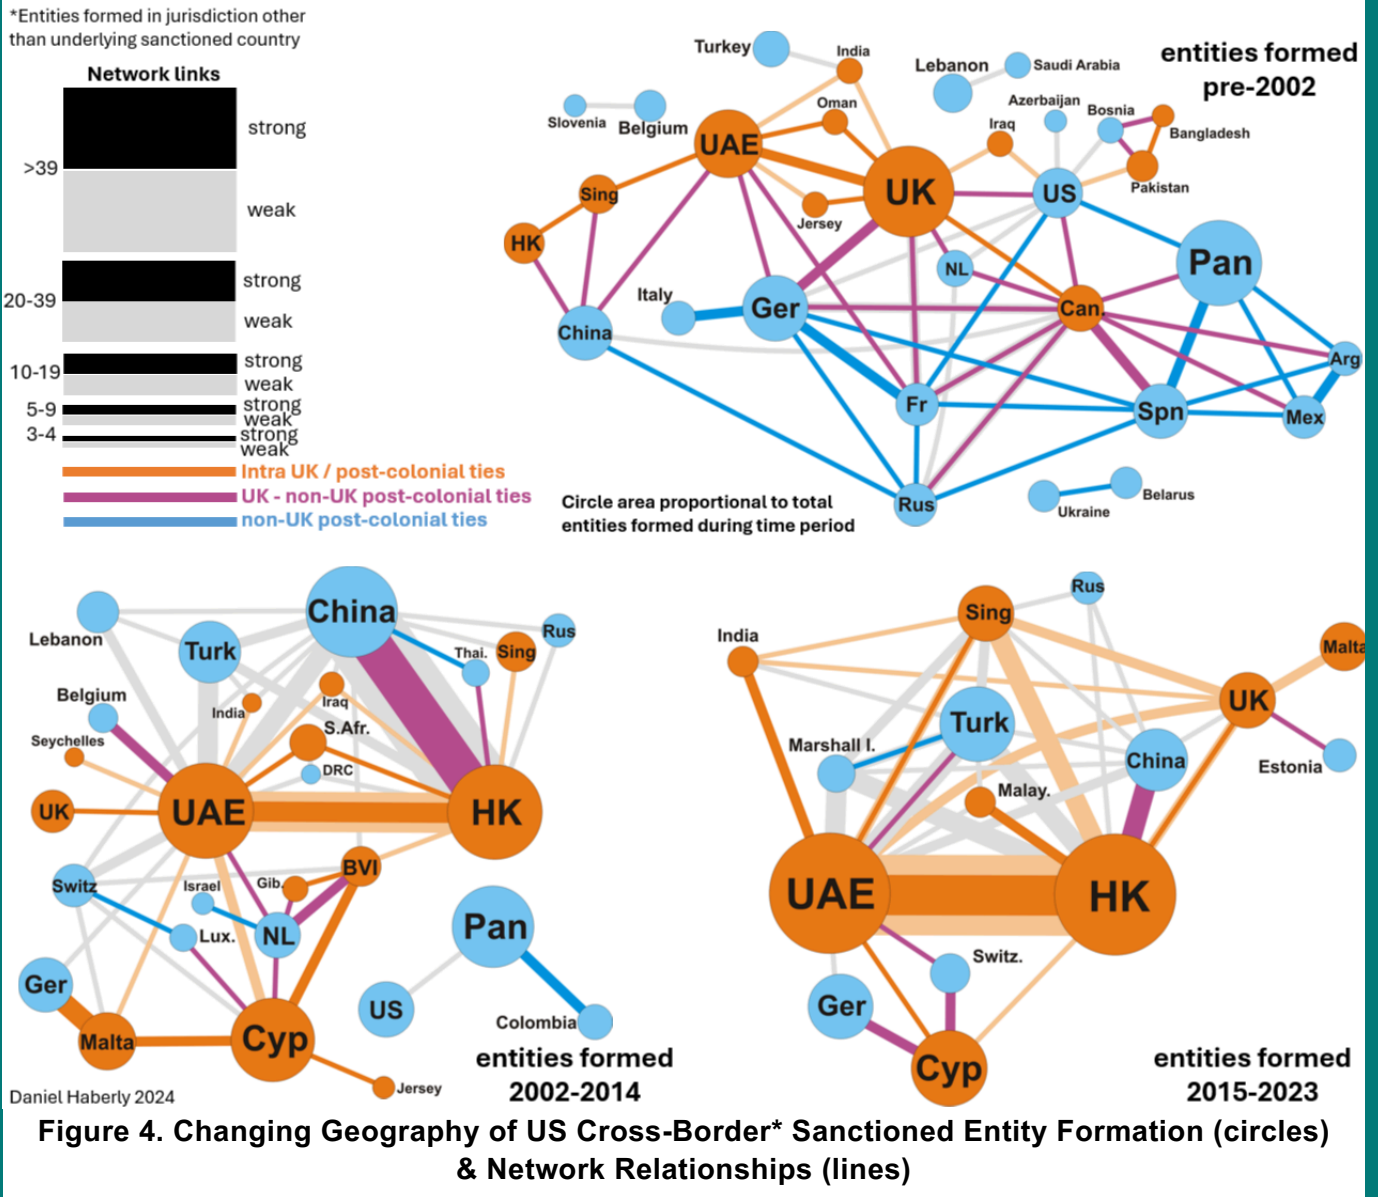 *Entities formed in jurisdiction other
than underlying sanctioned country
Network links
strong
>39
weak
strong
20-39
weak
strong
10-19
weak
strong
5-9
weak
strong
3-4
weak
Intra UK / post-colonial ties
UK - non-UK post-colonial ties
non-UK post-colonial ties
entities formed
pre-2002
Turkey
India
Lebanon
Saudi Arabia
Slovenia
Belgium
UAE
Oman
Azerbaijan
Bosnia
Bangladesh
Iraq
Pakistan
Sing
UK
US
Jersey
HK
NL
Pan
Italy
Ger
Can.
China
Arg
Fr
Spn
Mex
Rus
Ukraine
Belarus
Circle area proportional to total
entities formed during time period
China
Lebanon
Turk
Rus
Thai.
Sing
Belgium
India
Iraq
Seychelles
S.Afr.
DRC
UK
UAE
HK
BVI
Switz
Israel
Gib.
Lux.
NL
Pan
Ger
US
Colombia
Malta
Cyp
Jersey
entities formed
2002-2014
Daniel Haberly 2024
Rus
Sing
India
Malta
UK
Turk
Marshall I.
China
Estonia
Malay.
UAE
HK
Switz.
Ger
Cyp
entities formed
2015-2023
Figure 4. Changing Geography of US Cross-Border* Sanctioned Entity Formation (circles)
& Network Relationships (lines)